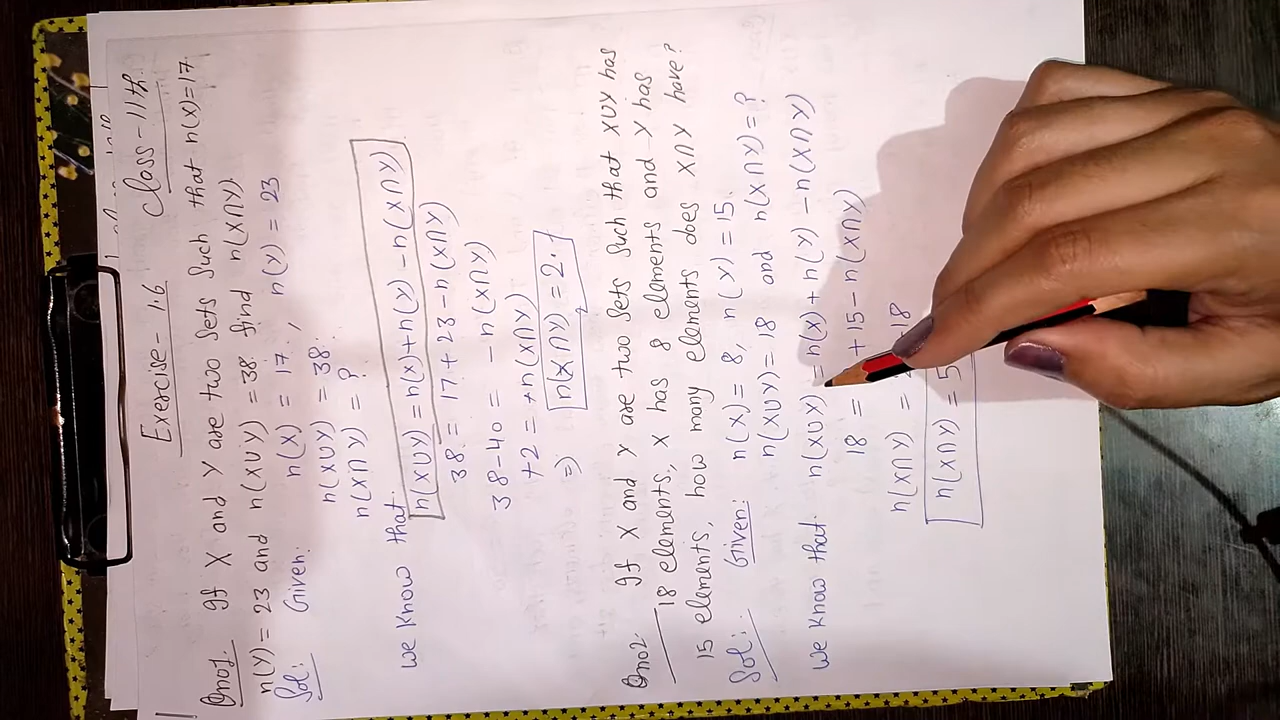 Exercise - 1.6 Class - 11th.
Qno1. If X and Y are two Sets Such that n(X)=17.
n(Y) = 23 and n(X∪Y) = 38 find n(X∩Y).
Sol: Given: n(X) = 17, n(Y) = 23
n(X∪Y) = 38.
n(X∩Y) = ?
We Know that
n(X∪Y) = n(X)+n(Y) - n(X∩Y)
38 = 17 + 23 - n(X∩Y)
38-40 = - n(X∩Y)
+2 = + n(X∩Y)
=> n(X∩Y) = 2.
Qno2. If X and Y are two Sets Such that X∪Y has
18 elements, X has 8 elements and Y has
15 elements, how many elements does X∩Y have?
Sol: Given: n(X) = 8, n(Y) = 15.
n(X∪Y) = 18 and n(X∩Y) = ?
We Know that. n(X∪Y) = n(X) + n(Y) - n(X∩Y)
18 = + 15 - n(X∩Y)
n(X∩Y) = 18
n(X∩Y) = 5